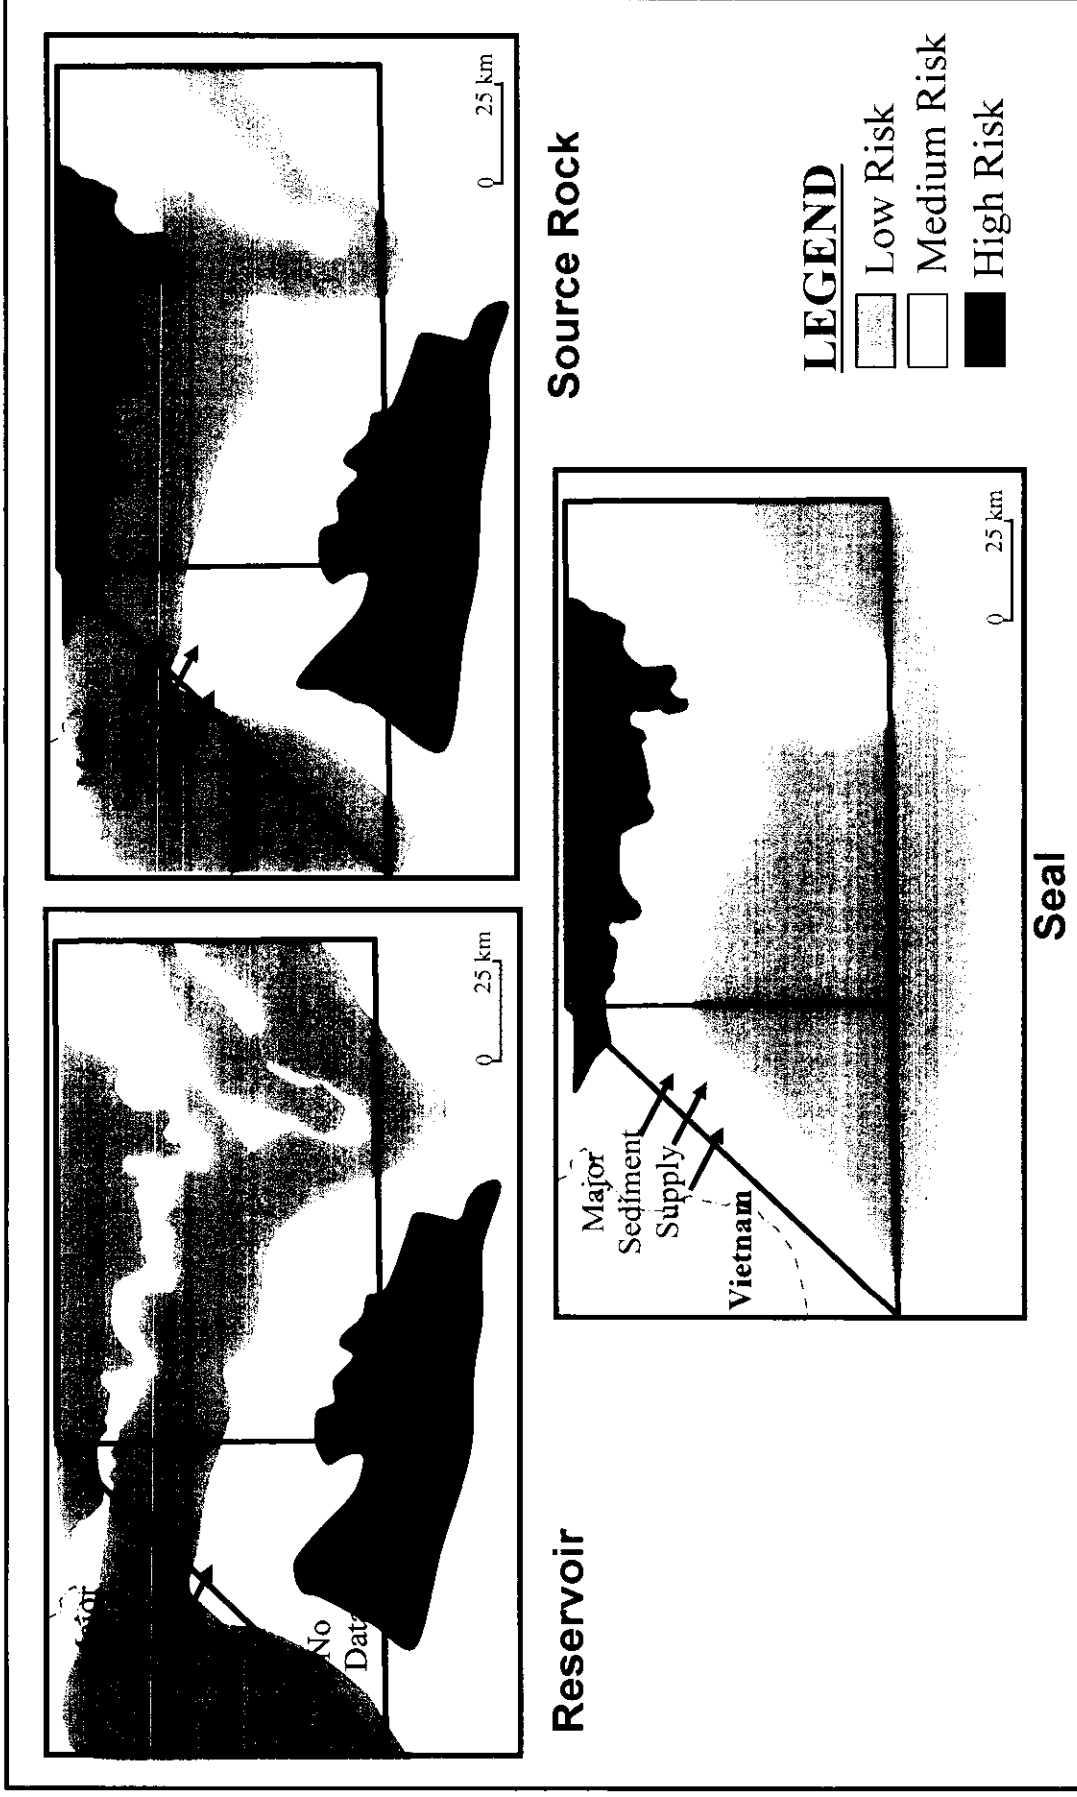 No
Data
0 25 km
Reservoir
0 25 km
Source Rock
Major
Sediment
Supply
Vietnam
0 25 km
Seal
LEGEND
Low Risk
Medium Risk
High Risk